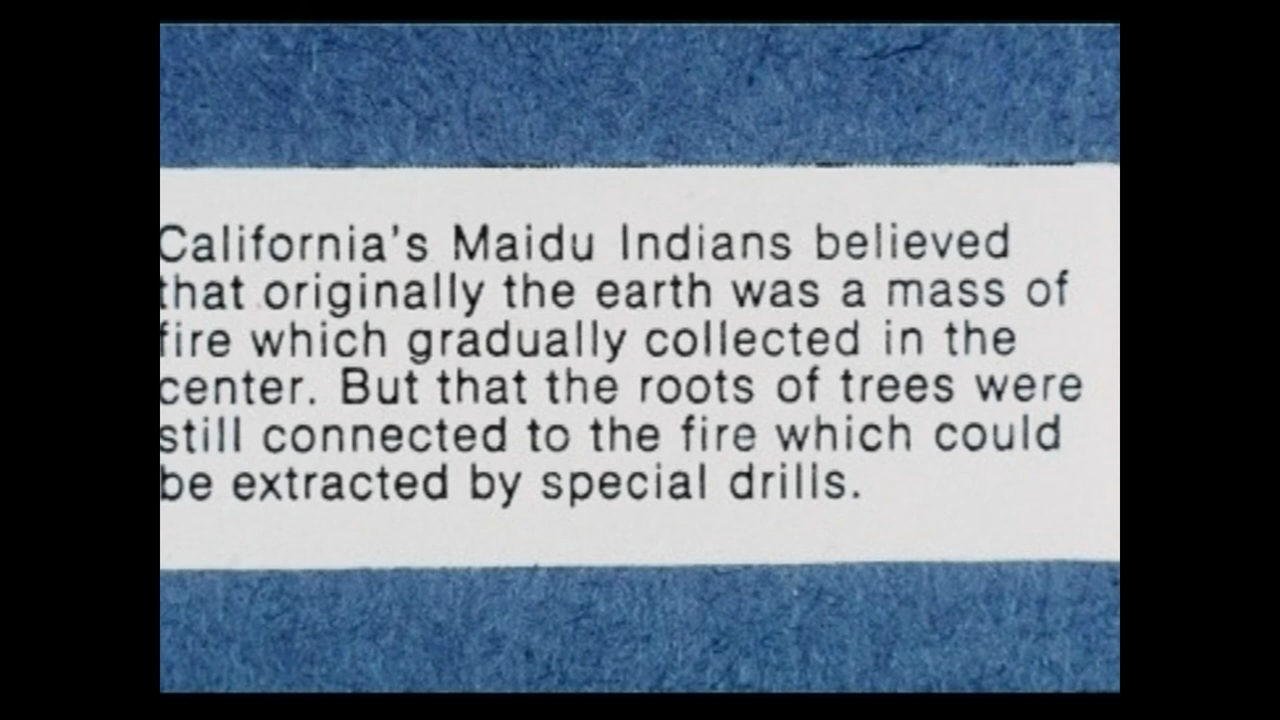 California's Maidu Indians believed
that originally the earth was a mass of
fire which gradually collected in the
center. But that the roots of trees were
still connected to the fire which could
be extracted by special drills.